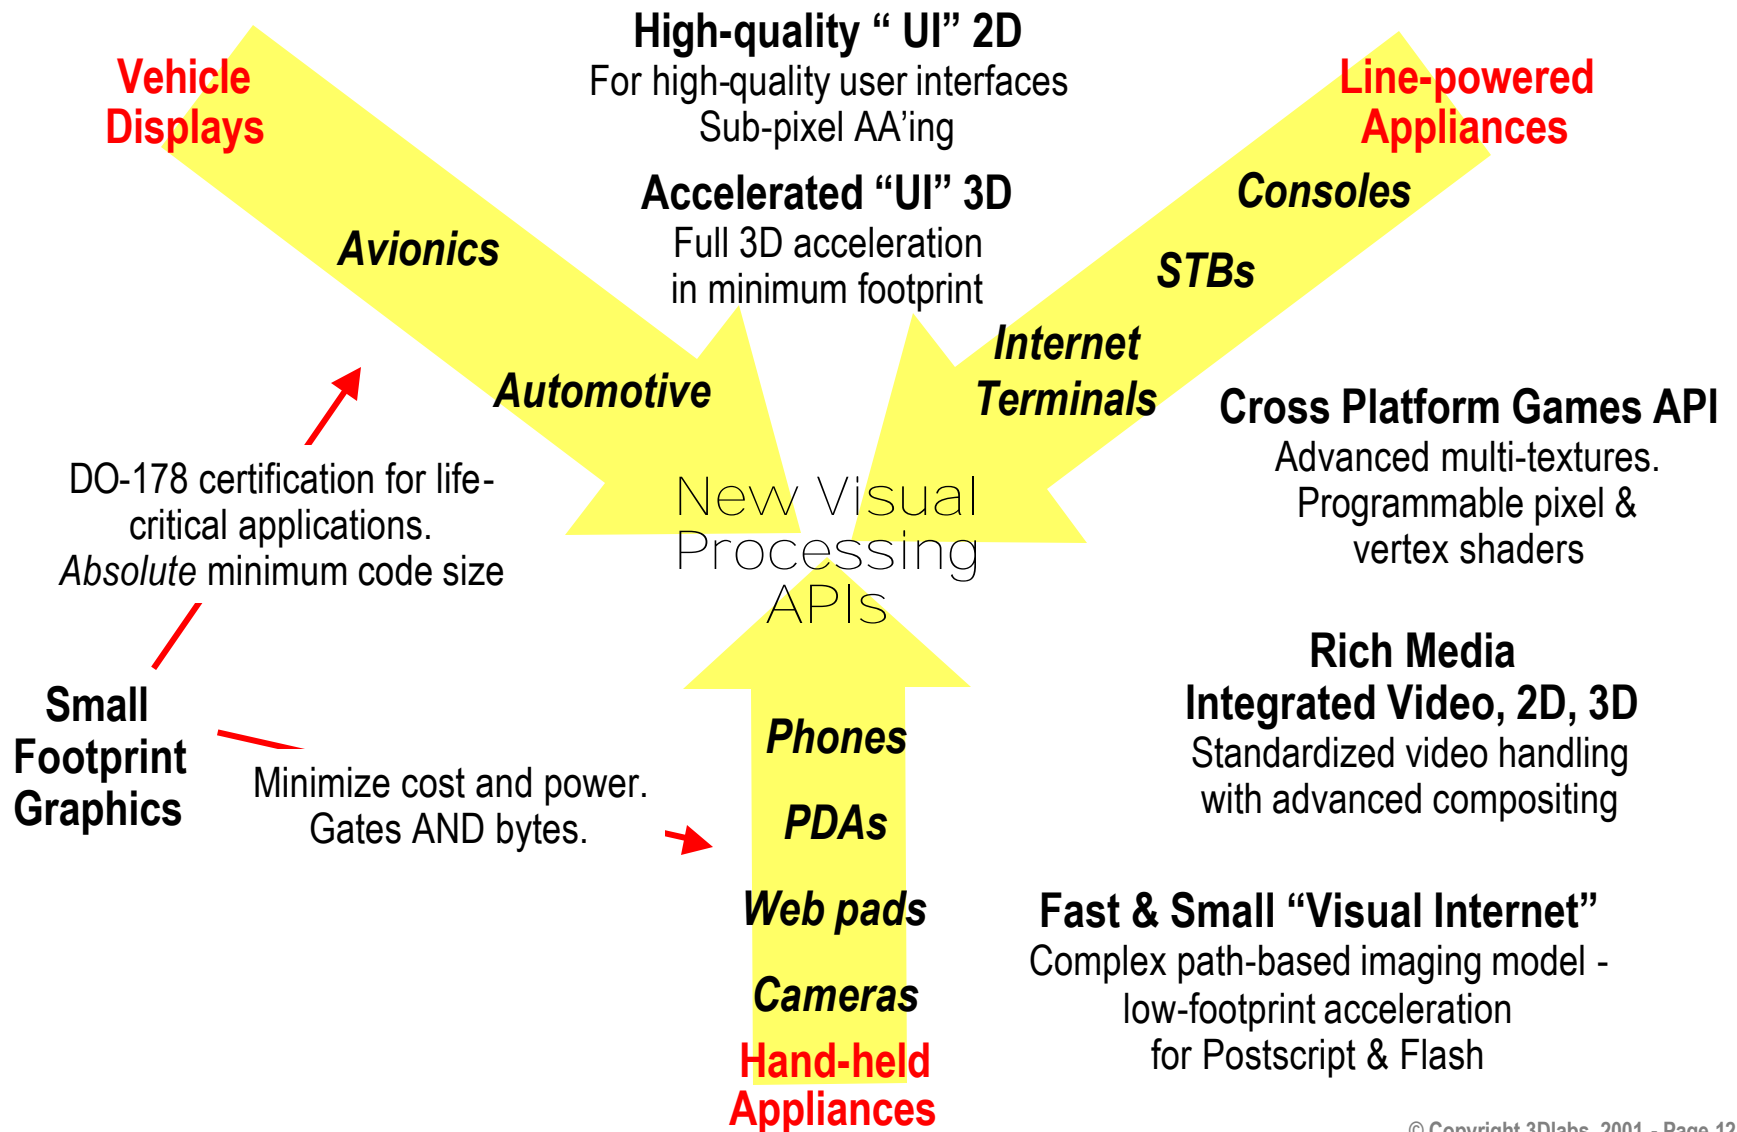 High-quality “ UI” 2D
For high-quality user interfaces
Sub-pixel AA’ing
Vehicle
Displays
Line-powered
Appliances
Accelerated “UI” 3D
Full 3D acceleration
in minimum footprint
Consoles
Avionics
STBs
Internet
Terminals
Automotive
Cross Platform Games API
Advanced multi-textures.
Programmable pixel &
vertex shaders
DO-178 certification for life-
critical applications.
Absolute minimum code size
New Visual
Processing
APIs
Rich Media
Integrated Video, 2D, 3D
Standardized video handling
with advanced compositing
Small
Footprint
Graphics
Minimize cost and power.
Gates AND bytes.
Phones
PDAs
Web pads
Cameras
Hand-held
Appliances
Fast & Small “Visual Internet”
Complex path-based imaging model -
low-footprint acceleration
for Postscript & Flash
© Copyright 3Dlabs, 2001 - Page 12